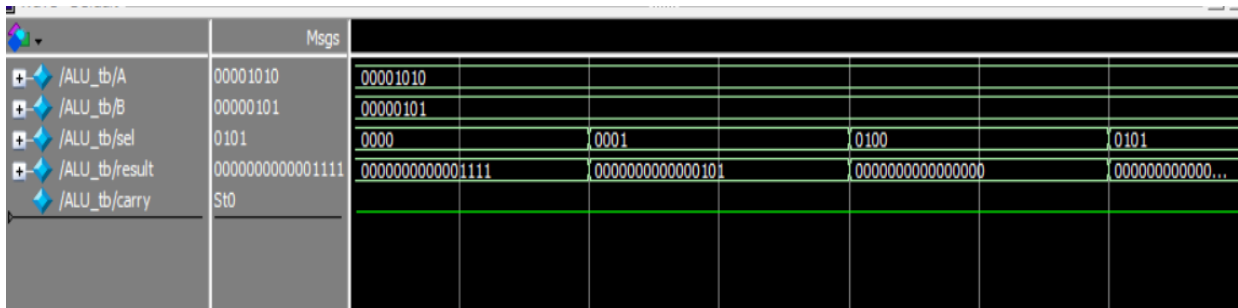 Msgs
/ALU_tb/A 00001010 00001010
/ALU_tb/B 00000101 00000101
/ALU_tb/sel 0101 0000 0001 0100 0101
/ALU_tb/result 0000000000001111 0000000000001111 0000000000000101 0000000000000000 000000000000...
/ALU_tb/carry St0